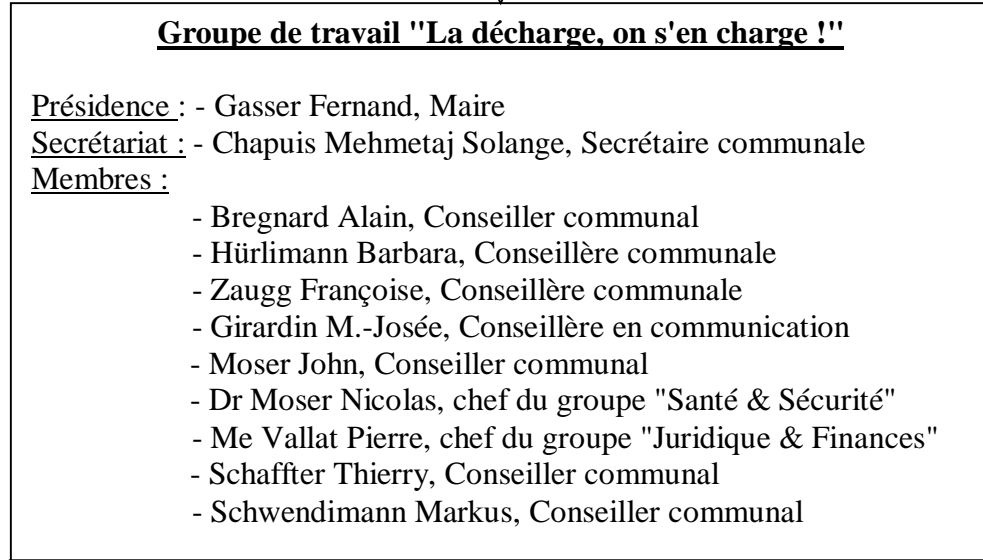 Groupe de travail "La décharge, on s'en charge !"
Présidence : - Gasser Fernand, Maire
Secrétariat : - Chapuis Mehmetaj Solange, Secrétaire communale
Membres :
- Bregnard Alain, Conseiller communal
- Hürlimann Barbara, Conseillère communale
- Zaugg Françoise, Conseillère communale
- Girardin M.-Josée, Conseillère en communication
- Moser John, Conseiller communal
- Dr Moser Nicolas, chef du groupe "Santé & Sécurité"
- Me Vallat Pierre, chef du groupe "Juridique & Finances"
- Schaffter Thierry, Conseiller communal
- Schwendimann Markus, Conseiller communal